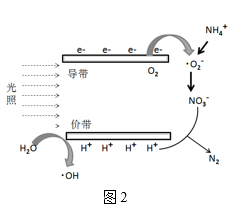 e- e- e- e-
NH₄⁺
导带
O₂
·O₂⁻
光照
NO₃⁻
价带
H₂O
H⁺ H⁺ H⁺ H⁺
N₂
·OH
图2